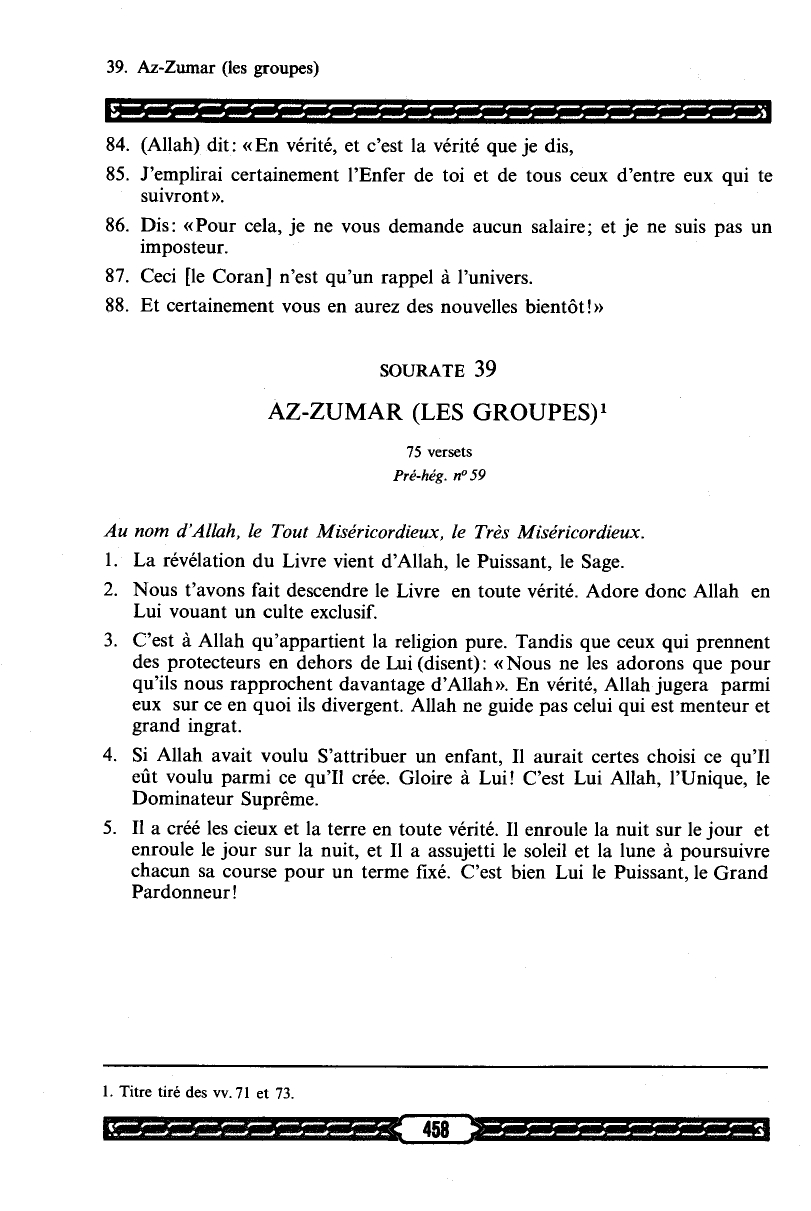 39. Az-Zumar (les groupes)
84. (Allah) dit: «En vérité, et c'est la vérité que je dis,
85. J'emplirai certainement l'Enfer de toi et de tous ceux d'entre eux qui te
suivront».
86. Dis: «Pour cela, je ne vous demande aucun salaire; et je ne suis pas un
imposteur.
87. Ceci [le Coran] n'est qu'un rappel à l'univers.
88. Et certainement vous en aurez des nouvelles bientôt!»
SOURATE 39
AZ-ZUMAR (LES GROUPES)¹
75 versets
Pré-hég. nº 59
Au nom d'Allah, le Tout Miséricordieux, le Très Miséricordieux.
1. La révélation du Livre vient d'Allah, le Puissant, le Sage.
2. Nous t'avons fait descendre le Livre en toute vérité. Adore donc Allah en
Lui vouant un culte exclusif.
3. C'est à Allah qu'appartient la religion pure. Tandis que ceux qui prennent
des protecteurs en dehors de Lui (disent): «Nous ne les adorons que pour
qu'ils nous rapprochent davantage d'Allah». En vérité, Allah jugera parmi
eux sur ce en quoi ils divergent. Allah ne guide pas celui qui est menteur et
grand ingrat.
4. Si Allah avait voulu S'attribuer un enfant, Il aurait certes choisi ce qu'Il
eût voulu parmi ce qu'Il crée. Gloire à Lui! C'est Lui Allah, l'Unique, le
Dominateur Suprême.
5. Il a créé les cieux et la terre en toute vérité. Il enroule la nuit sur le jour et
enroule le jour sur la nuit, et Il a assujetti le soleil et la lune à poursuivre
chacun sa course pour un terme fixé. C'est bien Lui le Puissant, le Grand
Pardonneur!
1. Titre tiré des vv. 71 et 73.
458